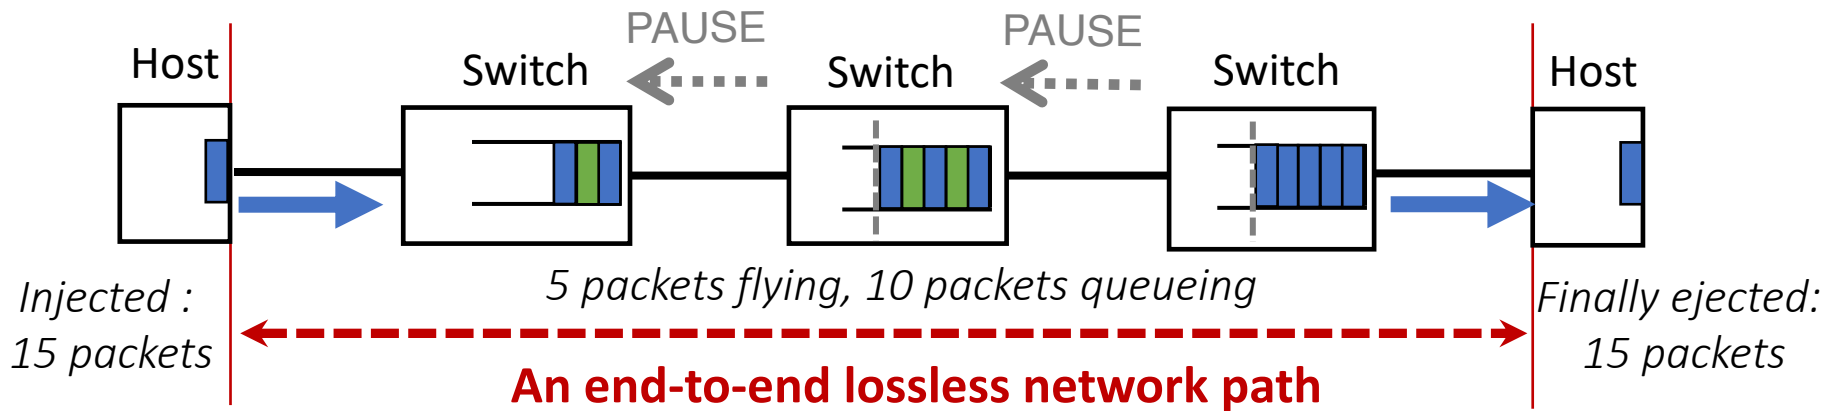 PAUSE
PAUSE
Host
Switch
Switch
Switch
Host
5 packets flying, 10 packets queueing
Injected :
15 packets
Finally ejected:
15 packets
An end-to-end lossless network path